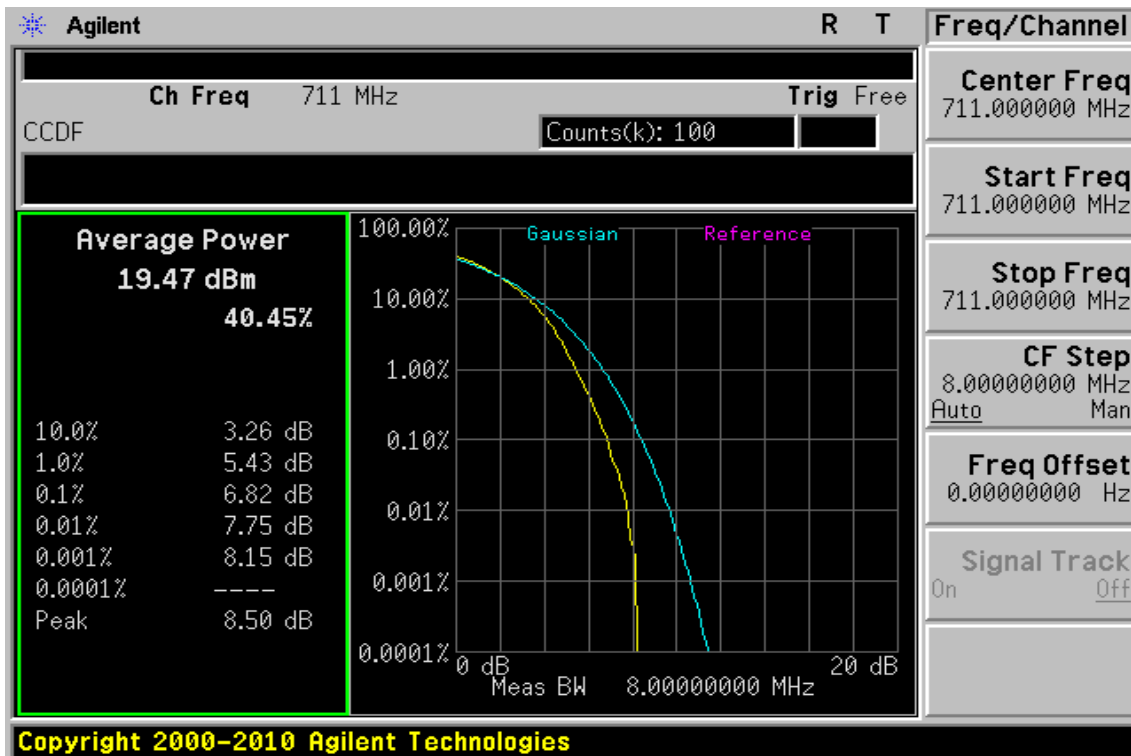 Agilent R T
Ch Freq 711 MHz Trig Free
CCDF Counts(k): 100
Average Power
19.47 dBm
40.45%
10.0% 3.26 dB
1.0% 5.43 dB
0.1% 6.82 dB
0.01% 7.75 dB
0.001% 8.15 dB
0.0001% ----
Peak 8.50 dB
Gaussian Reference
100.00%
10.00%
1.00%
0.10%
0.01%
0.001%
0.0001%
0 dB 20 dB
Meas BW 8.000000000 MHz
Freq/Channel
Center Freq
711.000000 MHz
Start Freq
711.000000 MHz
Stop Freq
711.000000 MHz
CF Step
8.00000000 MHz
Auto Man
Freq Offset
0.00000000 Hz
Signal Track
On Off
Copyright 2000-2010 Agilent Technologies